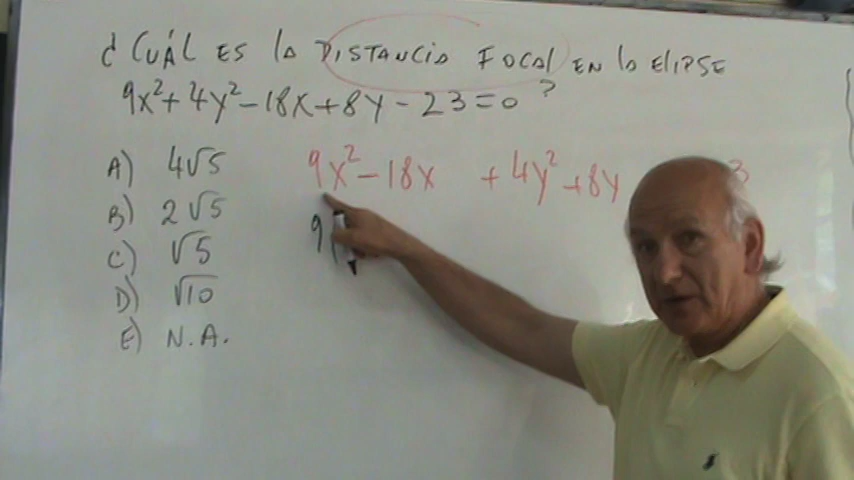 ¿ CUÁL ES la DISTANCIA FOCAL EN la ElIPSE
9x²+4y²-18x+8y-23=0 ?
A) 4√5
B) 2√5
C) √5
D) √10
E) N.A.
9x²-18x +4y²+8y 3
9